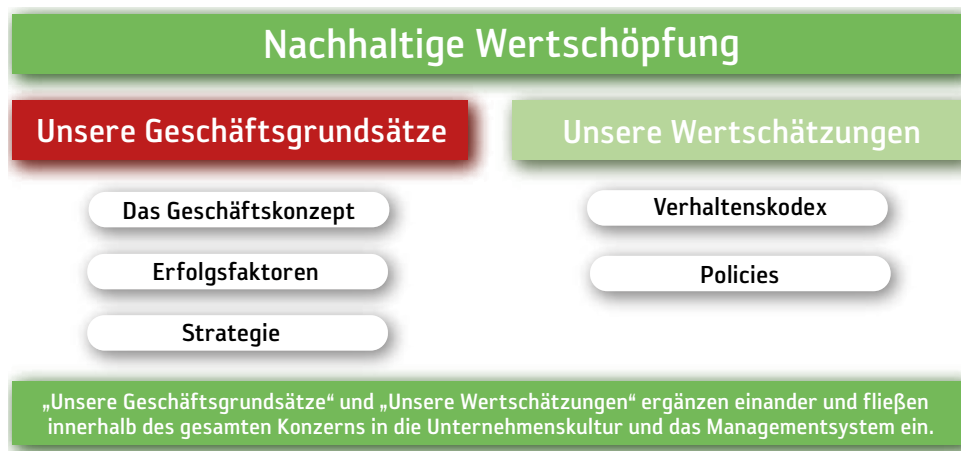 Nachhaltige Wertschöpfung
Unsere Geschäftsgrundsätze
Unsere Wertschätzungen
Das Geschäftskonzept
Erfolgsfaktoren
Strategie
Verhaltenskodex
Policies
„Unsere Geschäftsgrundsätze“ und „Unsere Wertschätzungen“ ergänzen einander und fließen
innerhalb des gesamten Konzerns in die Unternehmenskultur und das Managementsystem ein.